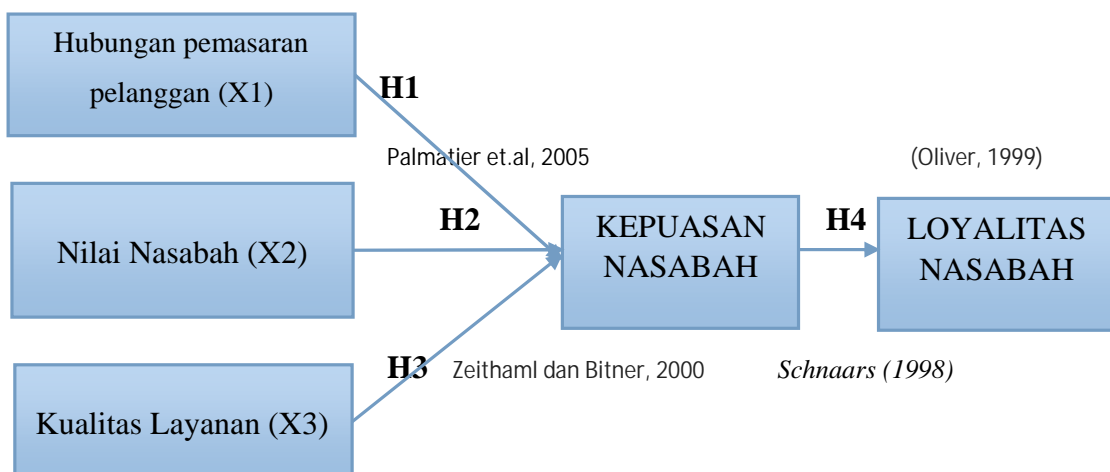 Hubungan pemasaran
pelanggan (X1)
H1
Palmatier et.al, 2005
(Oliver, 1999)
Nilai Nasabah (X2)
H2
KEPUASAN
NASABAH
H4
LOYALITAS
NASABAH
H3 Zeithaml dan Bitner, 2000
Schnaars (1998)
Kualitas Layanan (X3)